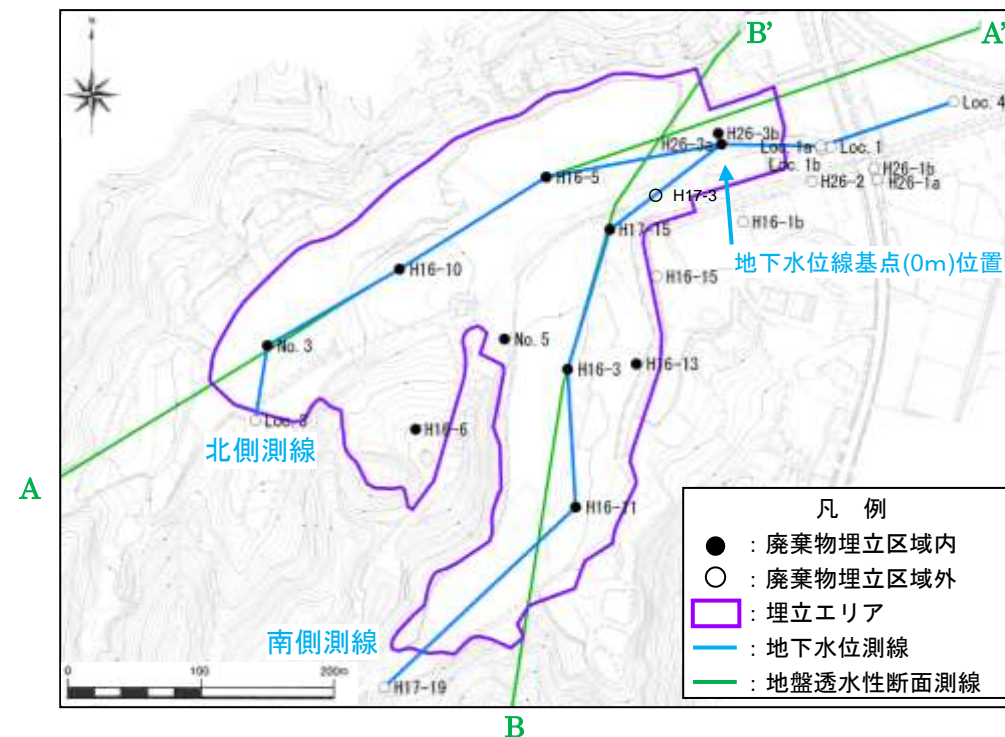 B'
A'
N
Loc. 4
H26-3b
H26-3a
Loc. 1a
Loc. 1
Loc. 1b
H26-1b
H26-2
H26-1a
H16-5
H17-3
H16-1b
H17-15
地下水位線基点(0m)位置
H16-10
H16-15
No. 3
No. 5
H16-3
H16-13
Loc. 3
H16-6
北側測線
A
H16-11
南側測線
H17-19
0 100 200m
B
凡 例
● : 廃棄物埋立区域内
○ : 廃棄物埋立区域外
: 埋立エリア
: 地下水位測線
: 地盤透水性断面測線